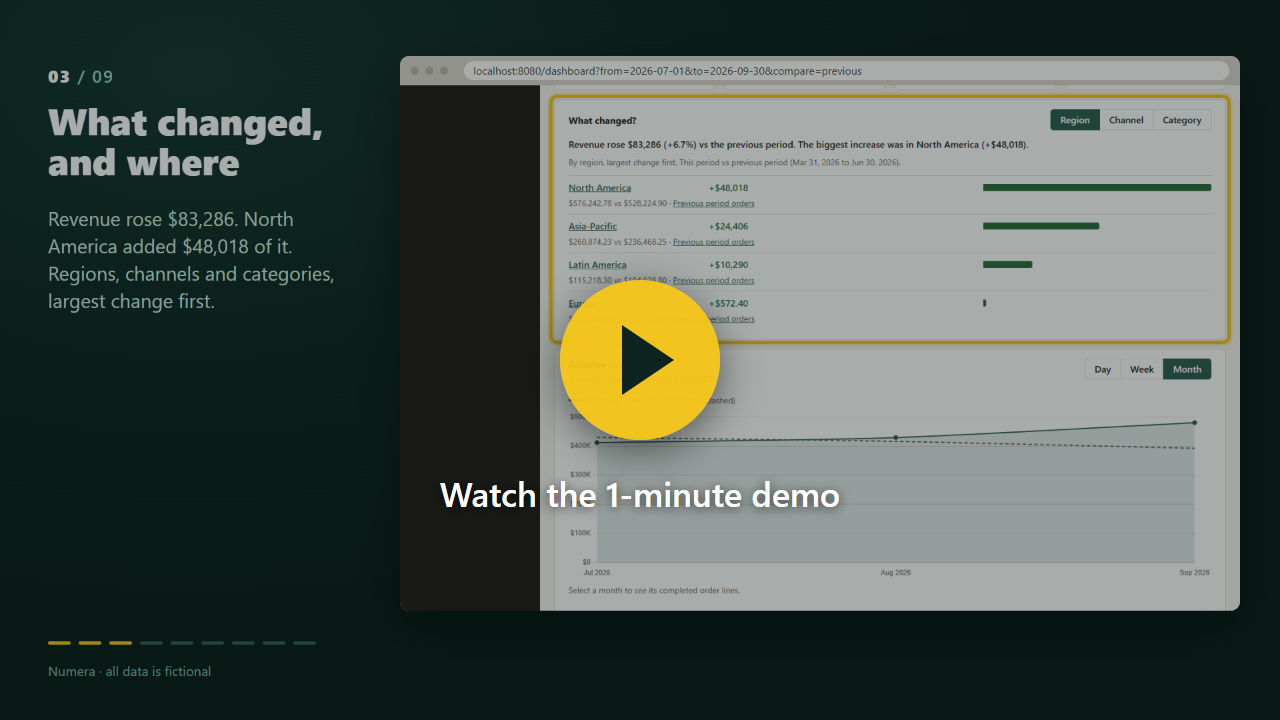 03 / 09
What changed,
and where
Revenue rose $83,286. North
America added $48,018 of it.
Regions, channels and categories,
largest change first.
Numera · all data is fictional
localhost:8080/dashboard?from=2026-07-01&to=2026-09-30&compare=previous
What changed?
Region Channel Category
Revenue rose $83,286 (+6.7%) vs the previous period. The biggest increase was in North America (+$48,018).
By region, largest change first. This period vs previous period (Mar 31, 2026 to Jun 30, 2026).
North America +$48,018
$576,242.78 vs $528,224.90 · Previous period orders
Asia-Pacific +$24,406
$260,874.23 vs $236,468.25 · Previous period orders
Latin America +$10,290
$115,218.30 vs $104,928.80 · Previous period orders
+$572.40
period orders
Day Week Month
$400K
$300K
$100K
$0
Jul 2026 Aug 2026 Sep 2026
Select a month to see its completed order lines.
Watch the 1-minute demo